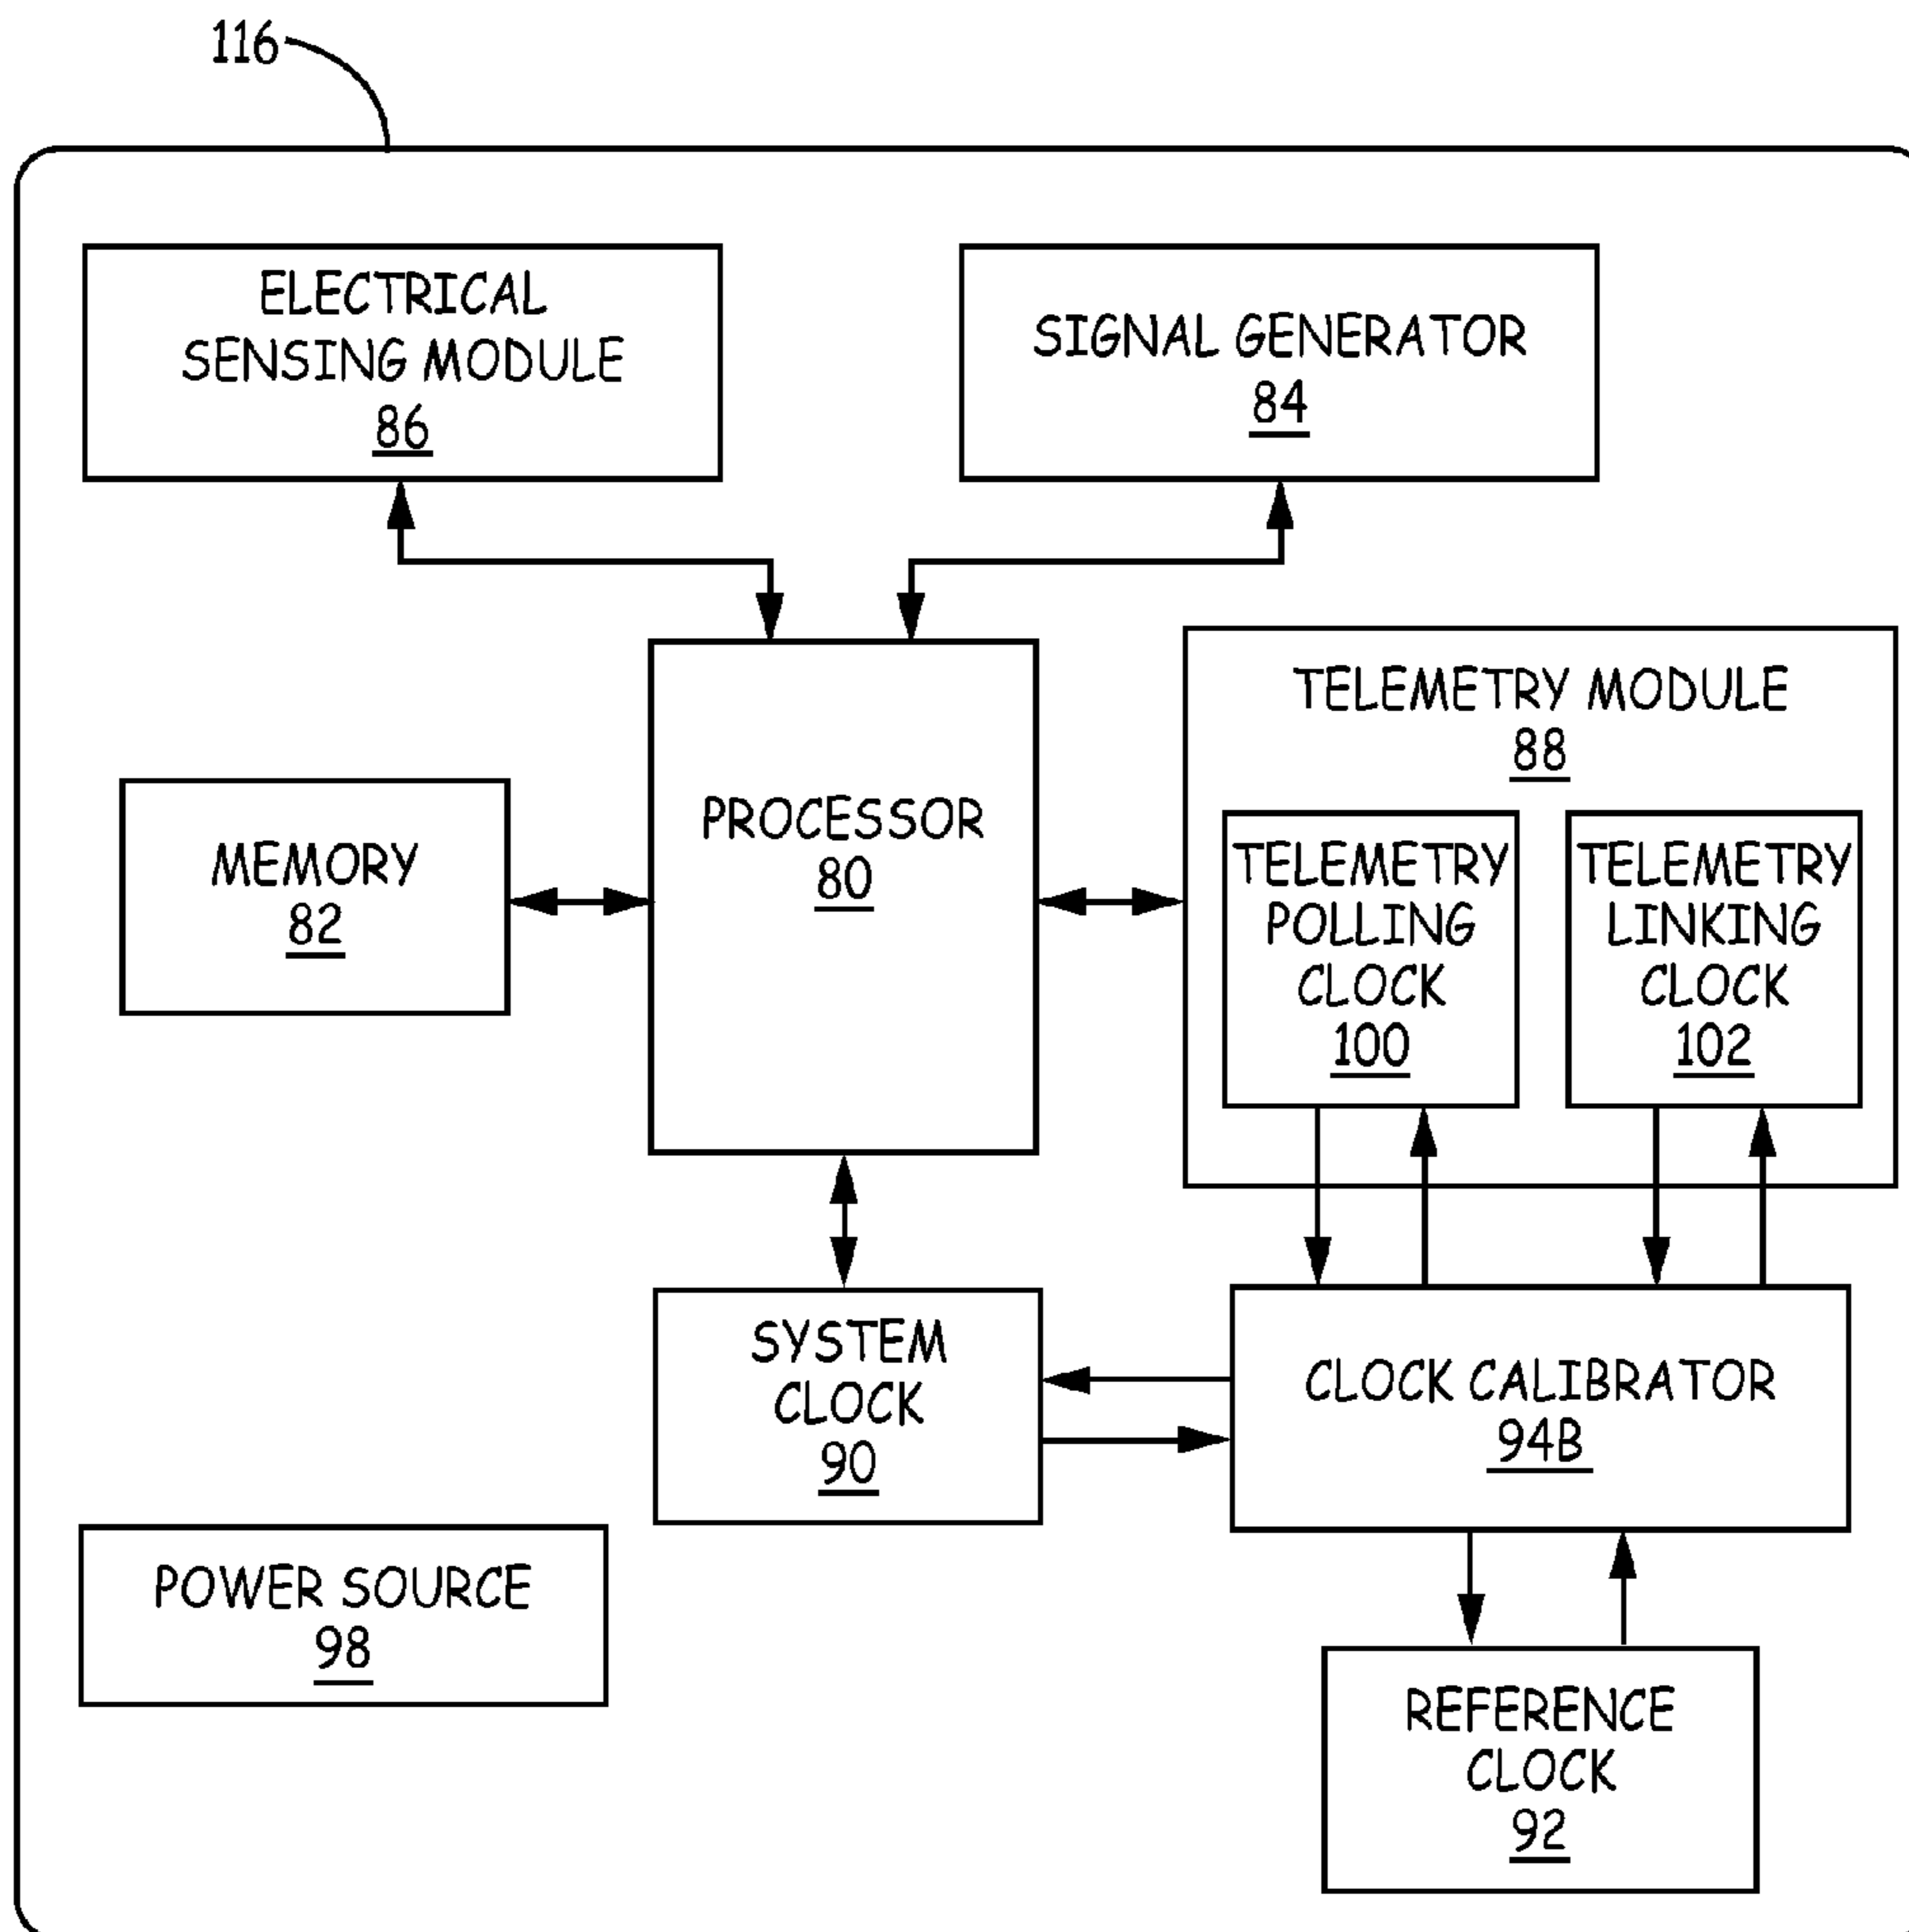 116
ELECTRICAL
SENSING MODULE
86
SIGNAL GENERATOR
84
TELEMETRY MODULE
88
PROCESSOR
80
MEMORY
82
TELEMETRY
POLLING
CLOCK
100
TELEMETRY
LINKING
CLOCK
102
SYSTEM
CLOCK
90
CLOCK CALIBRATOR
94B
POWER SOURCE
98
REFERENCE
CLOCK
92